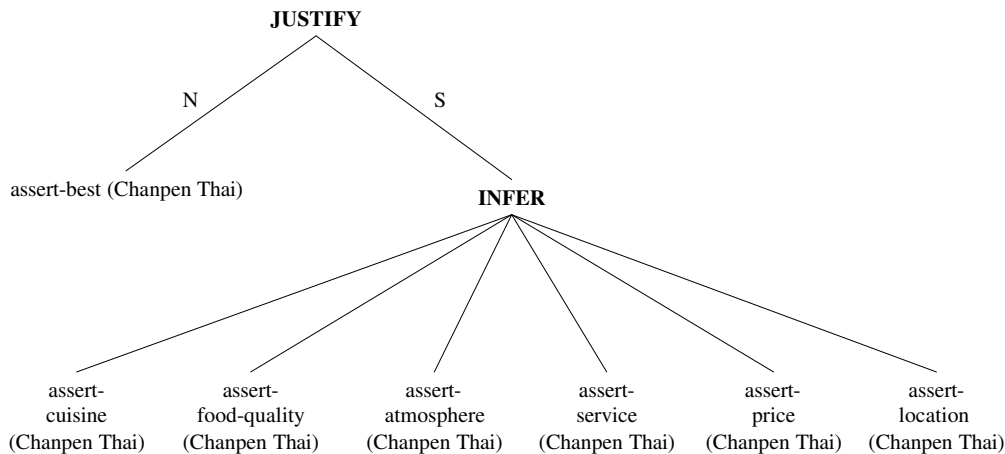 JUSTIFY
N S
assert-best (Chanpen Thai)
INFER
assert- assert- assert- assert- assert- assert-
cuisine food-quality atmosphere service price location
(Chanpen Thai) (Chanpen Thai) (Chanpen Thai) (Chanpen Thai) (Chanpen Thai) (Chanpen Thai)